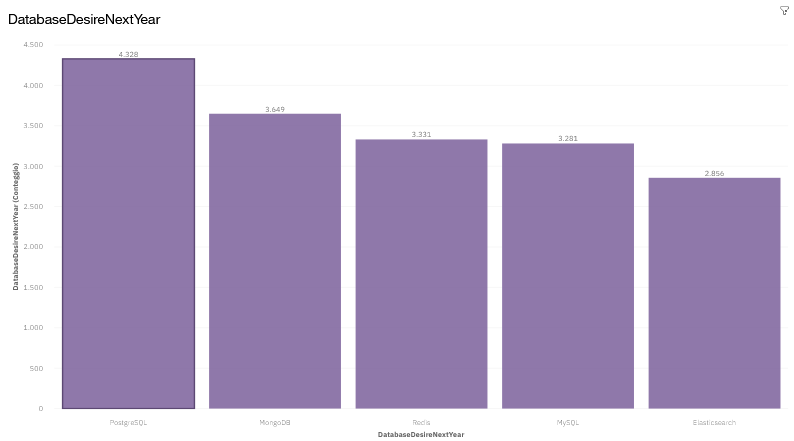 DatabaseDesireNextYear
4.500
4.000
3.500
3.000
2.500
2.000
1.500
1.000
500
0
DatabaseDesireNextYear (Conteggio)
4.328
3.649
3.331
3.281
2.856
PostgreSQL
MongoDB
Redis
MySQL
Elasticsearch
DatabaseDesireNextYear